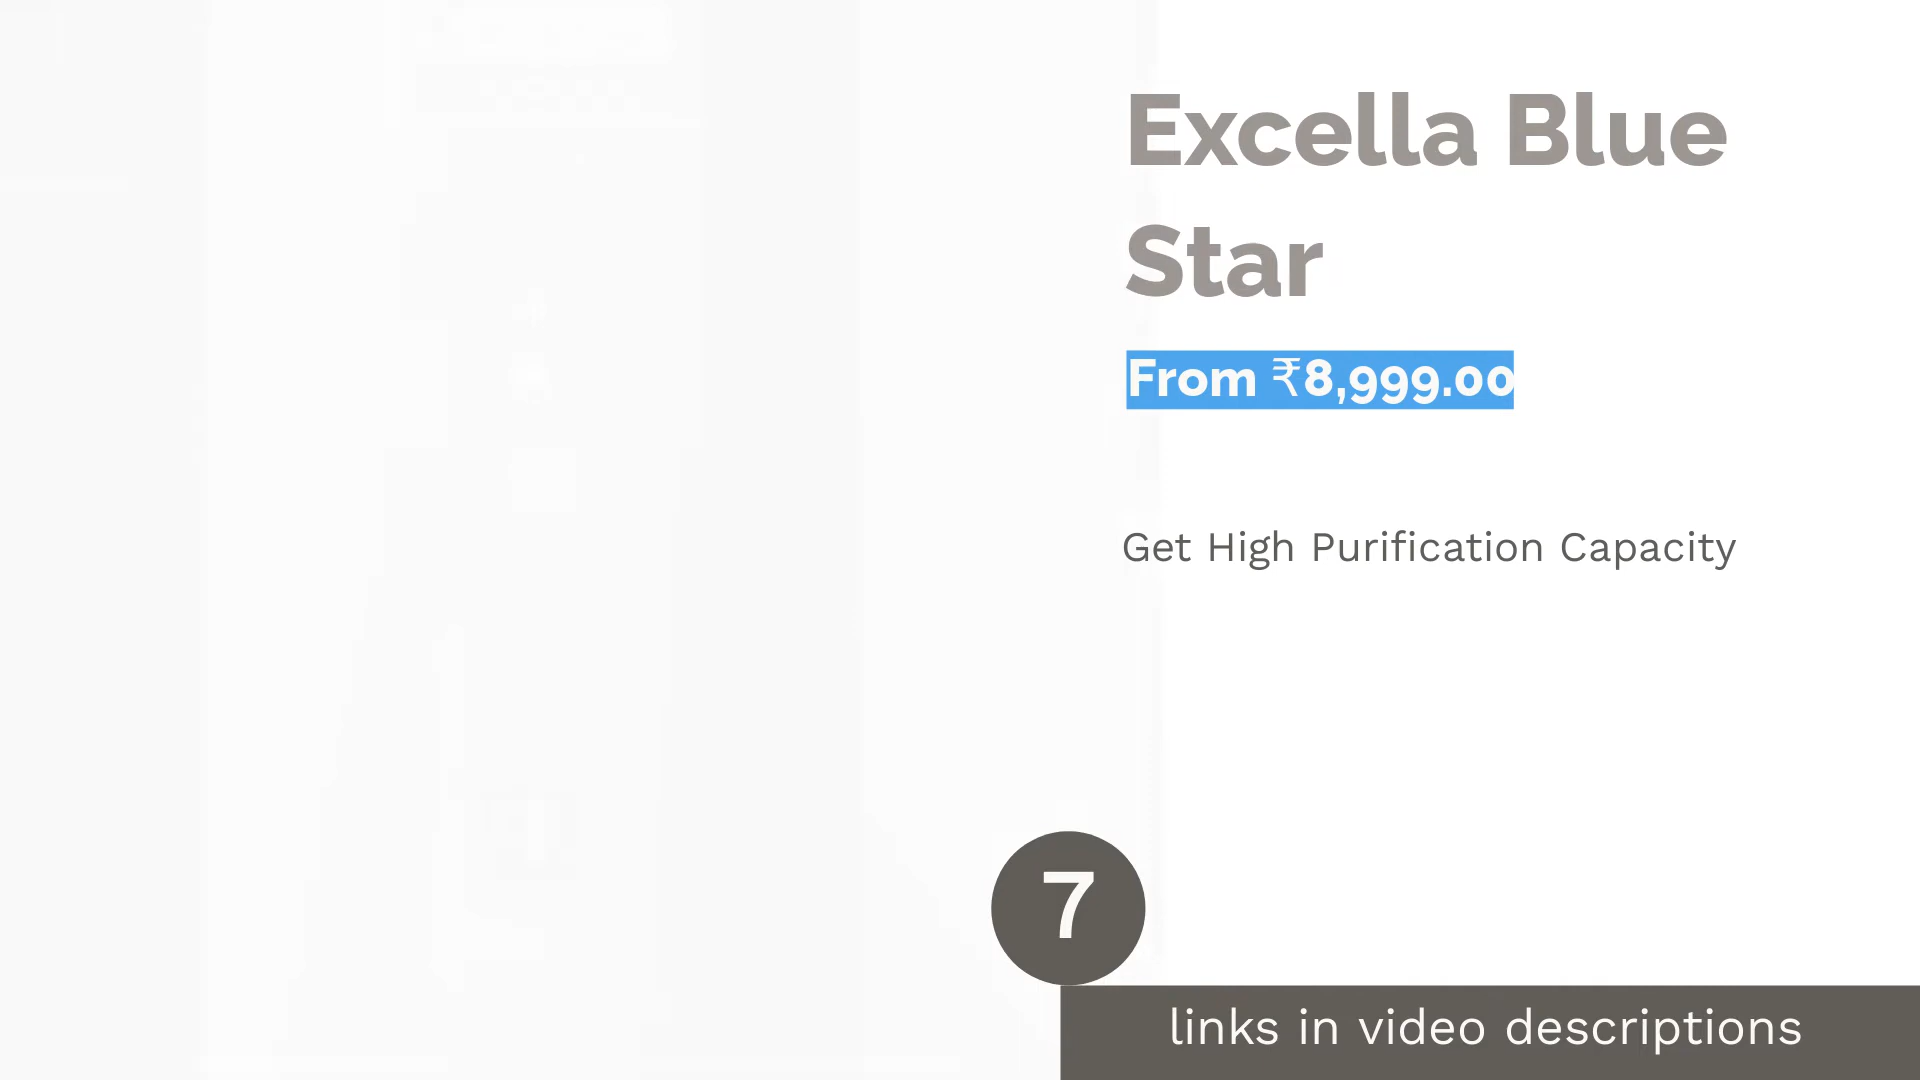 Excella Blue
Star
From ₹8,999.00
Get High Purification Capacity
7
links in video descriptions